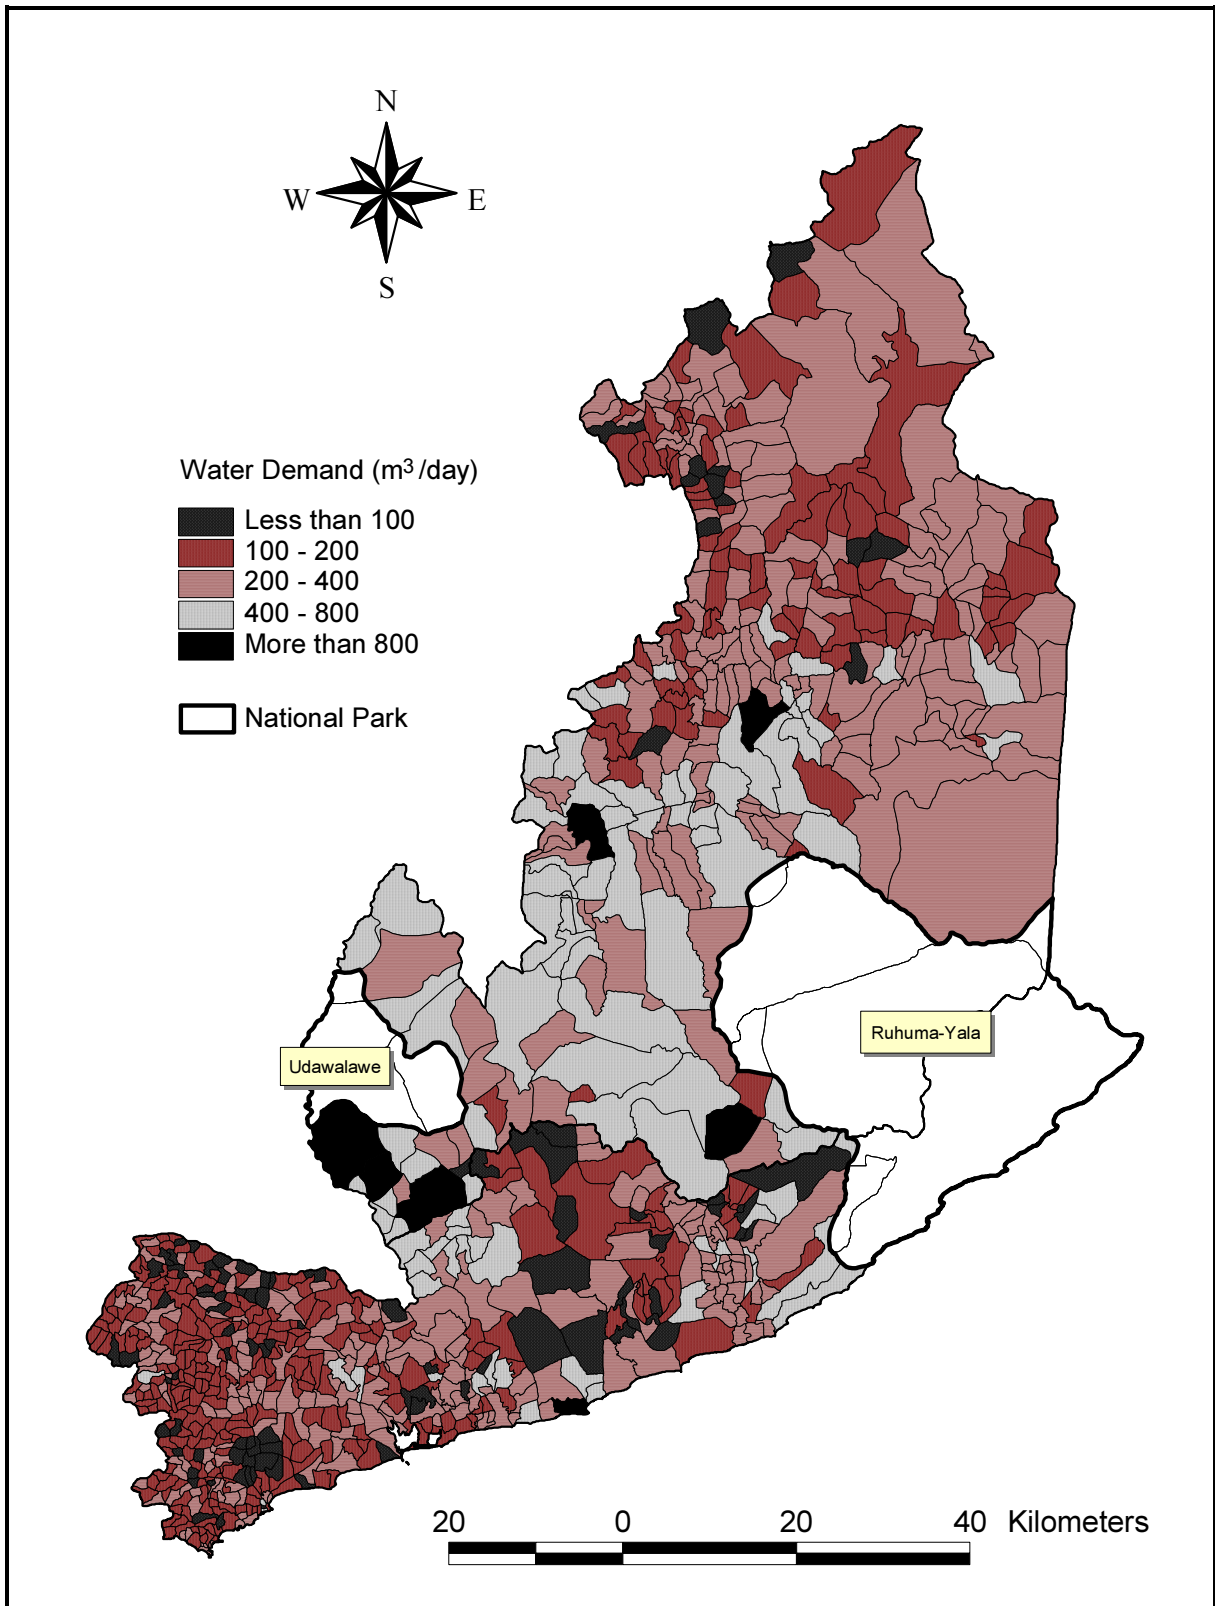 N
W E
S
Water Demand (m³/day)
Less than 100
100 - 200
200 - 400
400 - 800
More than 800
National Park
Ruhuma-Yala
Udawalawe
20 0 20 40 Kilometers